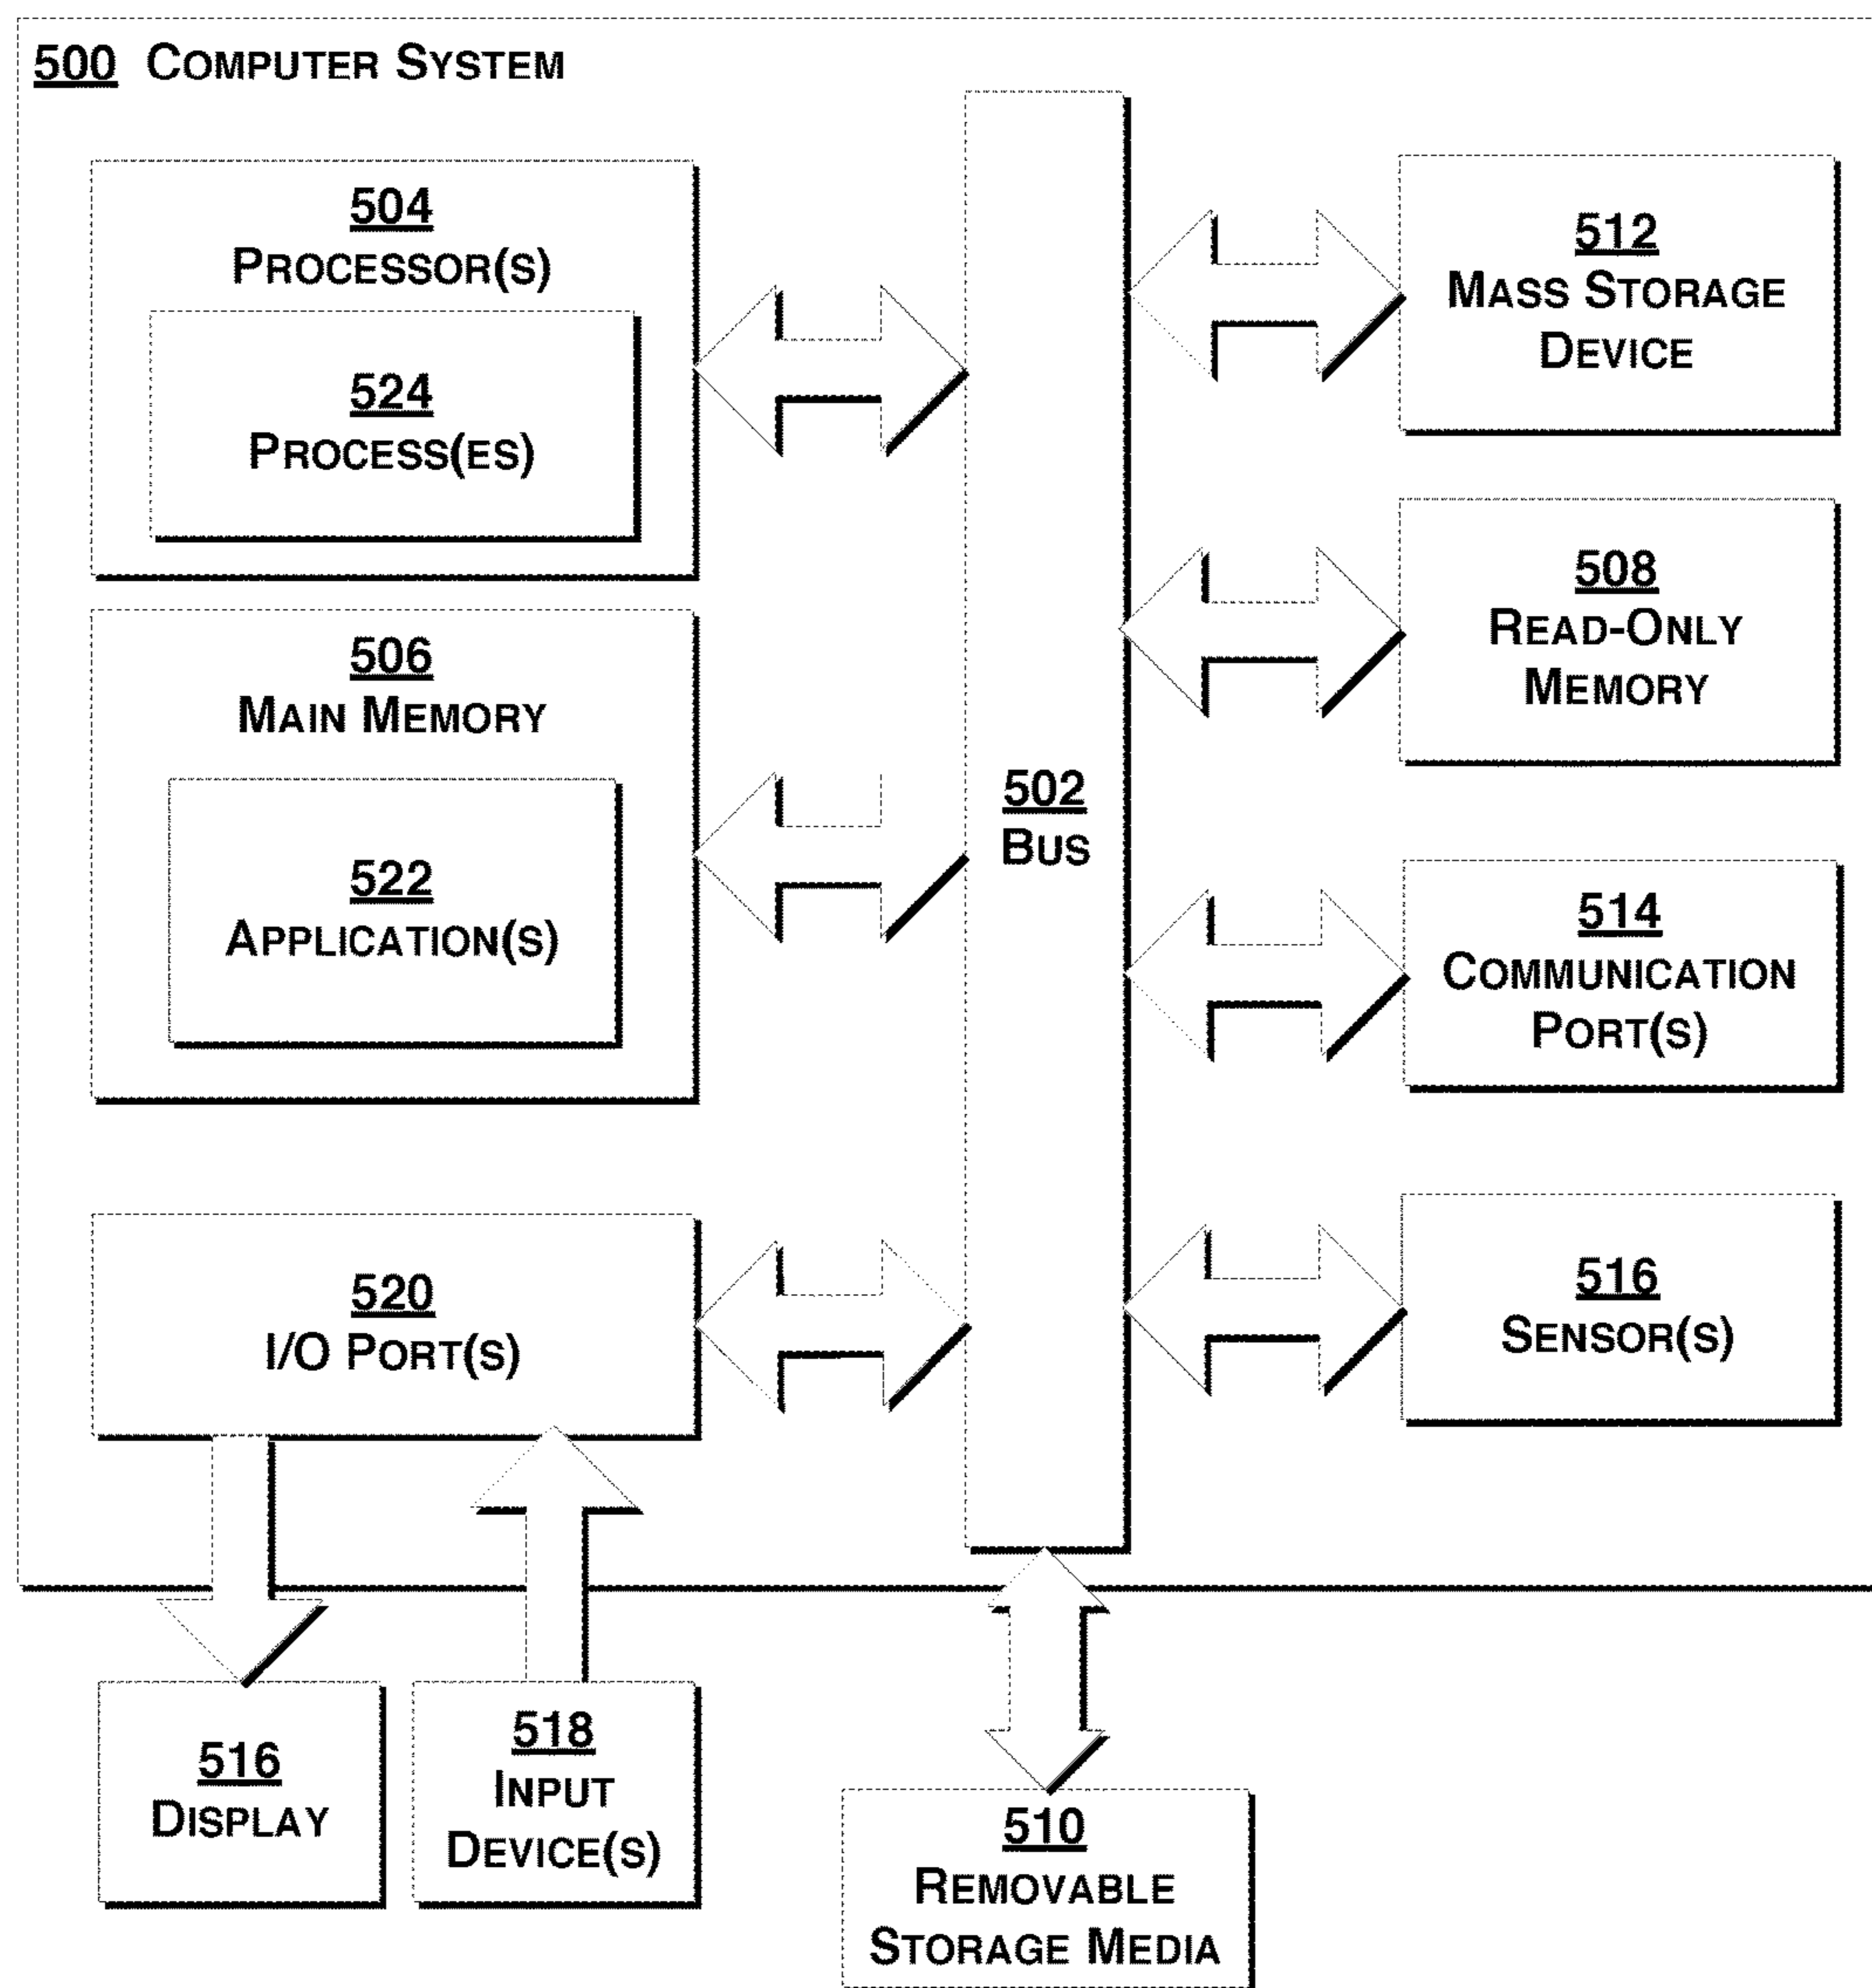 500 COMPUTER SYSTEM
504
PROCESSOR(S)
524
PROCESS(ES)
506
MAIN MEMORY
522
APPLICATION(S)
520
I/O PORT(S)
502
BUS
512
MASS STORAGE
DEVICE
508
READ-ONLY
MEMORY
514
COMMUNICATION
PORT(S)
516
SENSOR(S)
516
DISPLAY
518
INPUT
DEVICE(S)
510
REMOVABLE
STORAGE MEDIA